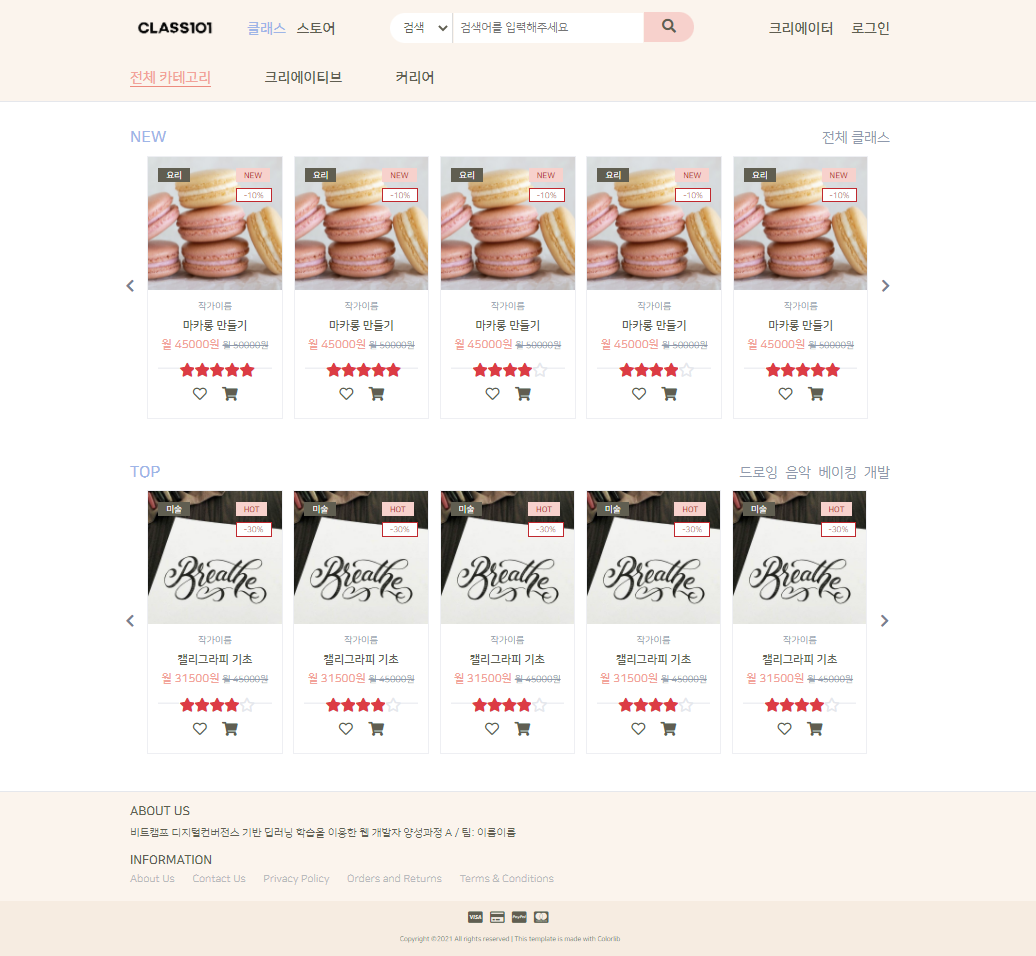 CLASS101 클래스 스토어 검색 검색어를 입력해주세요 크리에이터 로그인
전체 카테고리 크리에이티브 커리어
NEW 전체 클래스
요리 NEW 요리 NEW 요리 NEW 요리 NEW 요리 NEW
-10% -10% -10% -10% -10%
작가이름 작가이름 작가이름 작가이름 작가이름
마카롱 만들기 마카롱 만들기 마카롱 만들기 마카롱 만들기 마카롱 만들기
월 45000원 월 50000원 월 45000원 월 50000원 월 45000원 월 50000원 월 45000원 월 50000원 월 45000원 월 50000원
TOP 드로잉 음악 베이킹 개발
미술 HOT 미술 HOT 미술 HOT 미술 HOT 미술 HOT
-30% -30% -30% -30% -30%
Breathe Breathe Breathe Breathe Breathe
작가이름 작가이름 작가이름 작가이름 작가이름
캘리그라피 기초 캘리그라피 기초 캘리그라피 기초 캘리그라피 기초 캘리그라피 기초
월 31500원 월 45000원 월 31500원 월 45000원 월 31500원 월 45000원 월 31500원 월 45000원 월 31500원 월 45000원
ABOUT US
비트캠프 디지털컨버전스 기반 딥러닝 학습을 이용한 웹 개발자 양성과정 A / 팀: 이름이름
INFORMATION
About Us Contact Us Privacy Policy Orders and Returns Terms & Conditions
VISA PayPal
Copyright ©2021 All rights reserved | This template is made with Colorlib